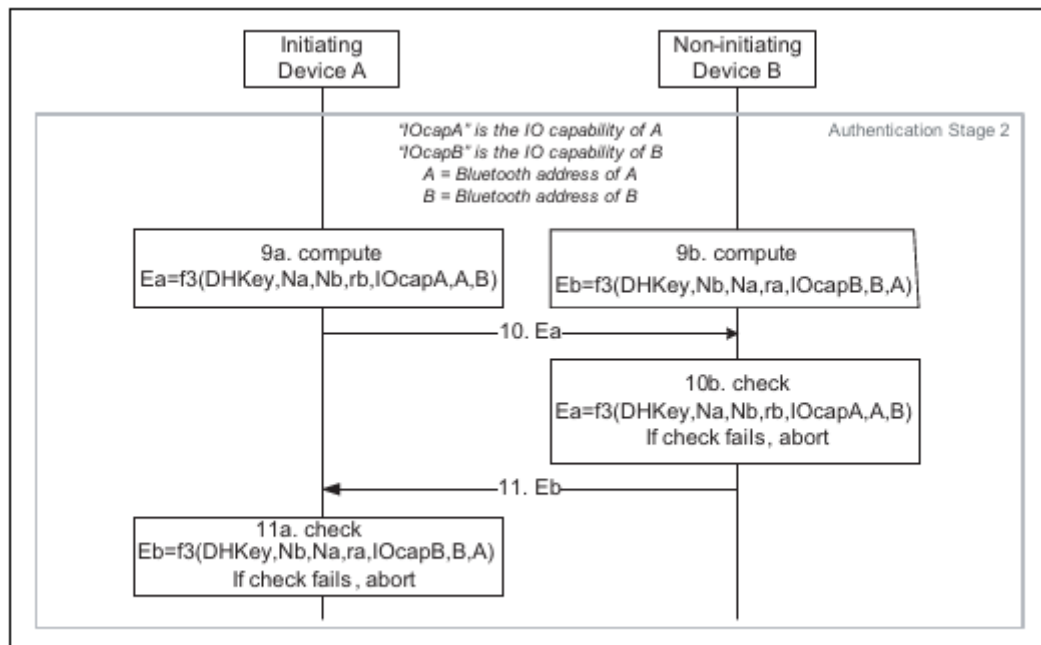 Initiating
Device A
Non-initiating
Device B
Authentication Stage 2
"IOcapA" is the IO capability of A
"IOcapB" is the IO capability of B
A = Bluetooth address of A
B = Bluetooth address of B
9a. compute
Ea=f3(DHKey,Na,Nb,rb,IOcapA,A,B)
9b. compute
Eb=f3(DHKey,Nb,Na,ra,IOcapB,B,A)
10. Ea
10b. check
Ea=f3(DHKey,Na,Nb,rb,IOcapA,A,B)
If check fails, abort
11. Eb
11a. check
Eb=f3(DHKey,Nb,Na,ra,IOcapB,B,A)
If check fails, abort